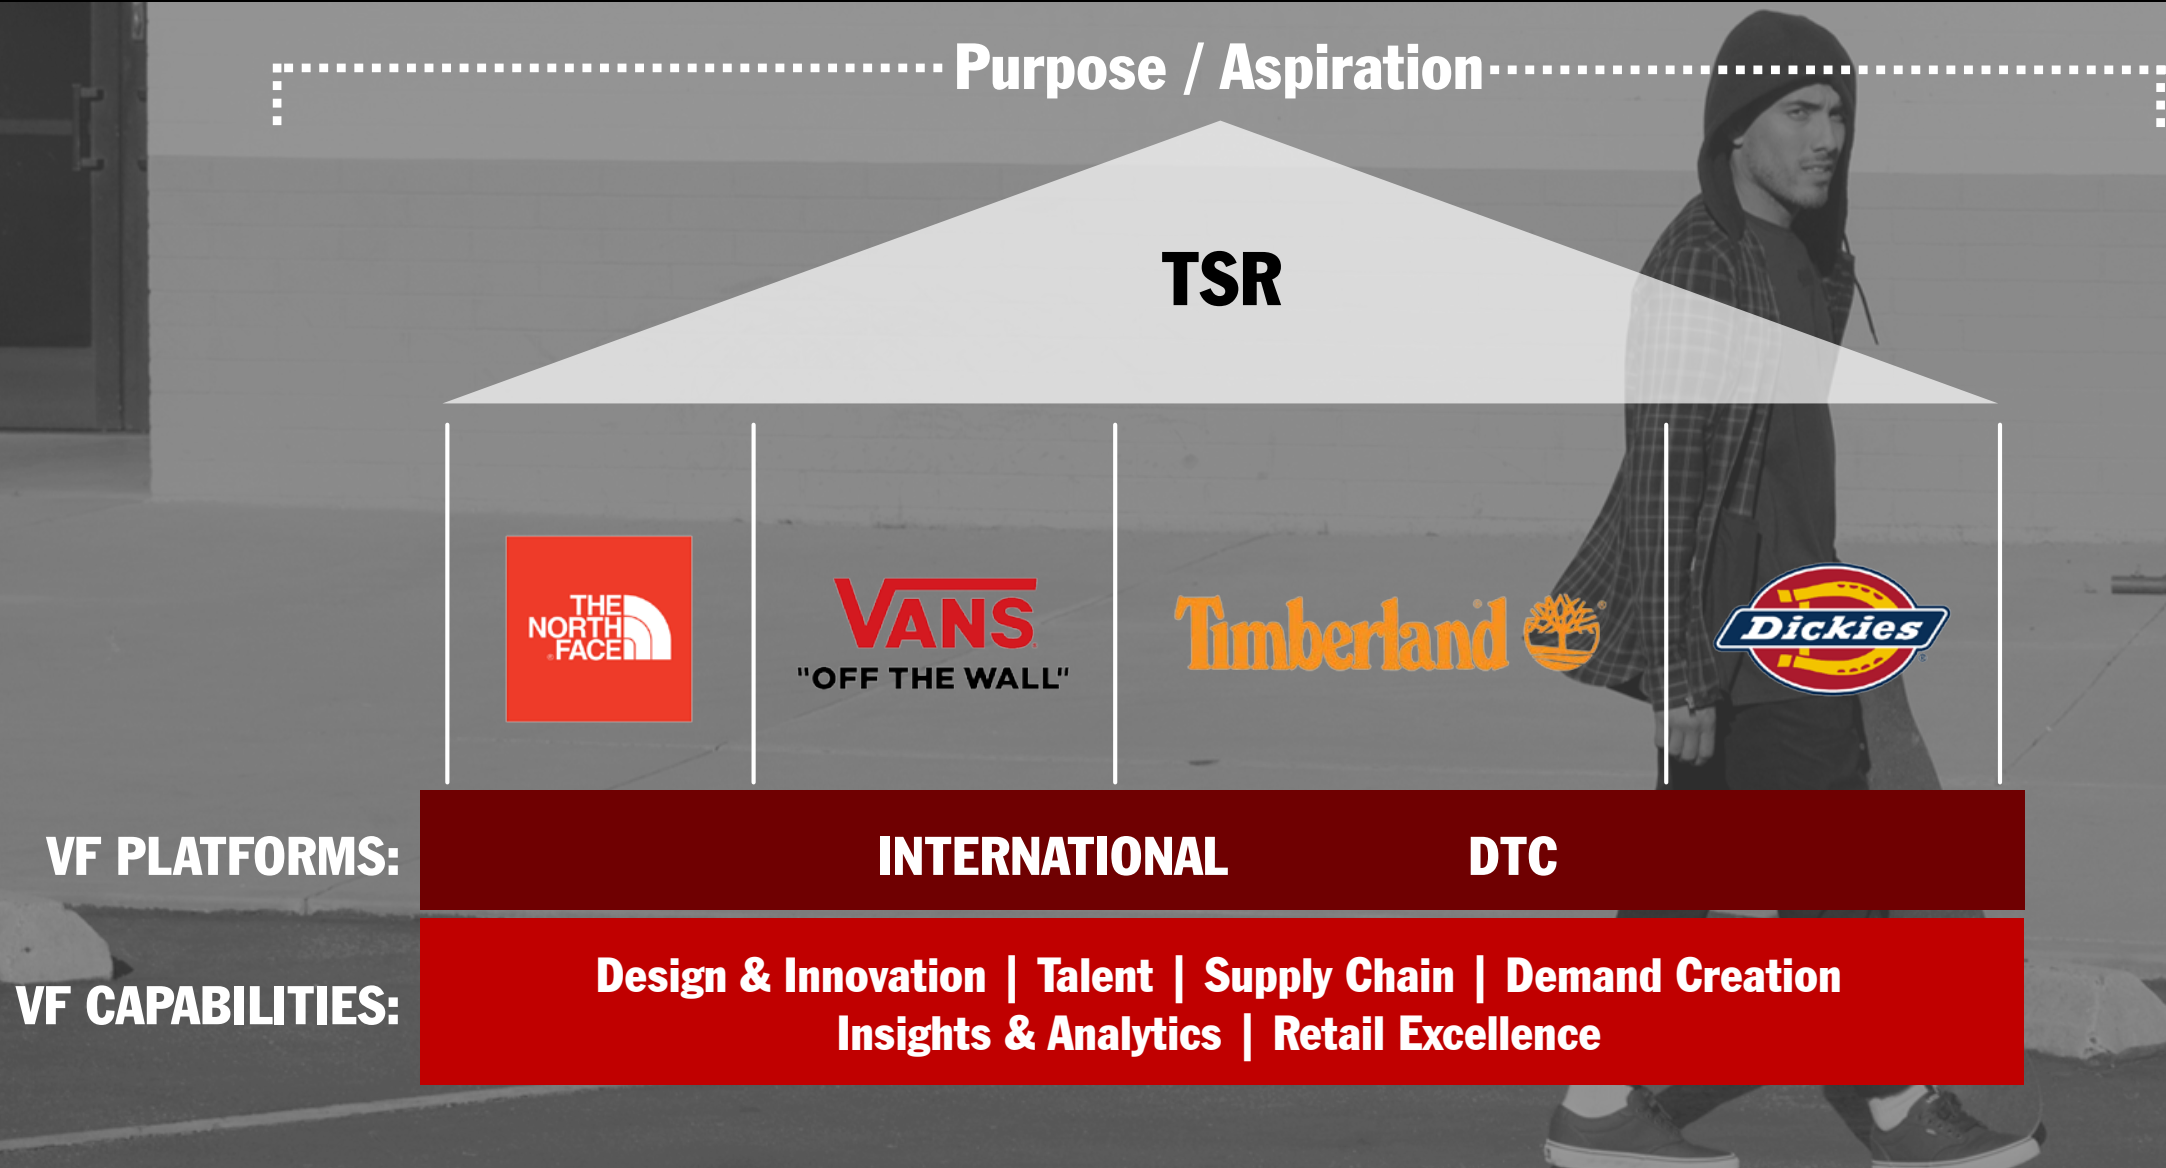 Purpose / Aspiration
TSR
THE
NORTH
FACE
VANS
"OFF THE WALL"
Timberland
Dickies
VF PLATFORMS:
INTERNATIONAL DTC
VF CAPABILITIES:
Design & Innovation | Talent | Supply Chain | Demand Creation
Insights & Analytics | Retail Excellence